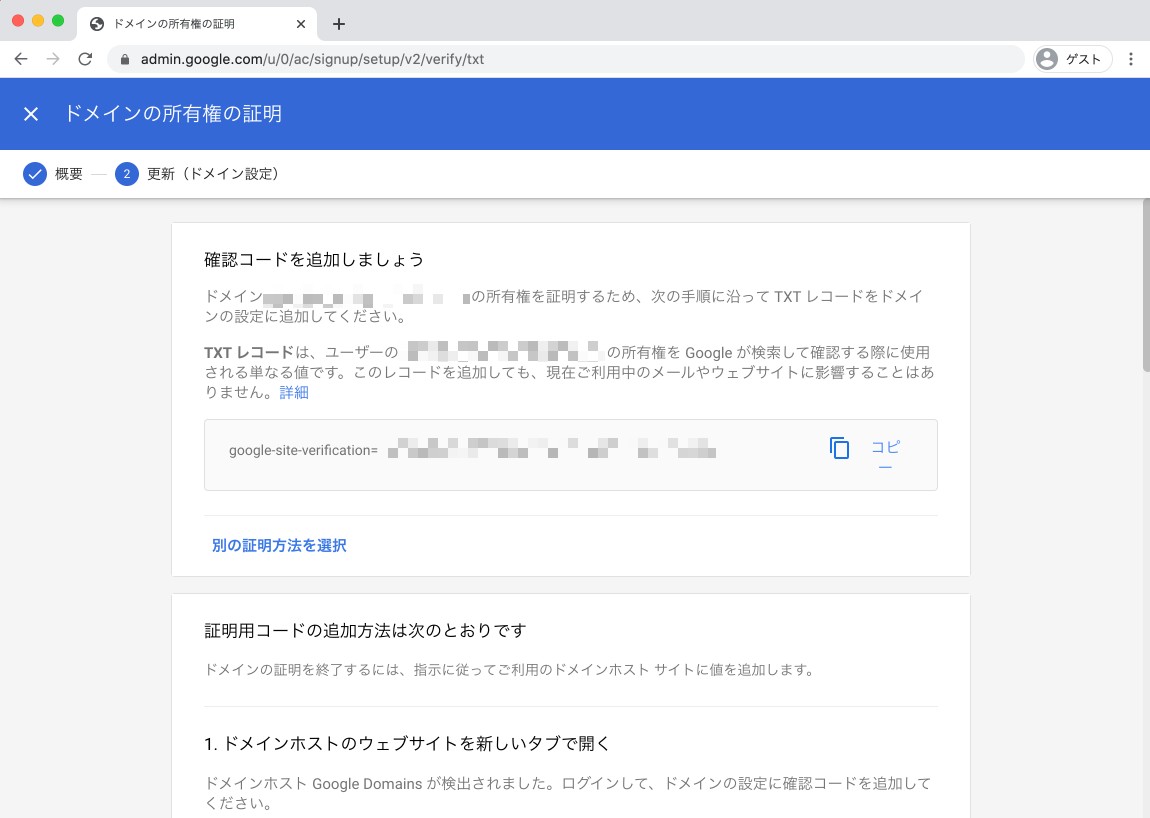 ドメインの所有権の証明
admin.google.com/u/0/ac/signup/setup/v2/verify/txt
ゲスト
ドメインの所有権の証明
概要
2 更新（ドメイン設定）
確認コードを追加しましょう
ドメイン の所有権を証明するため、次の手順に沿って TXT レコードをドメイ
ンの設定に追加してください。
TXT レコードは、ユーザーの の所有権を Google が検索して確認する際に使用
される単なる値です。このレコードを追加しても、現在ご利用中のメールやウェブサイトに影響することはあ
りません。詳細
google-site-verification=
コピ
ー
別の証明方法を選択
証明用コードの追加方法は次のとおりです
ドメインの証明を終了するには、指示に従ってご利用のドメインホスト サイトに値を追加します。
1. ドメインホストのウェブサイトを新しいタブで開く
ドメインホスト Google Domains が検出されました。ログインして、ドメインの設定に確認コードを追加して
ください。